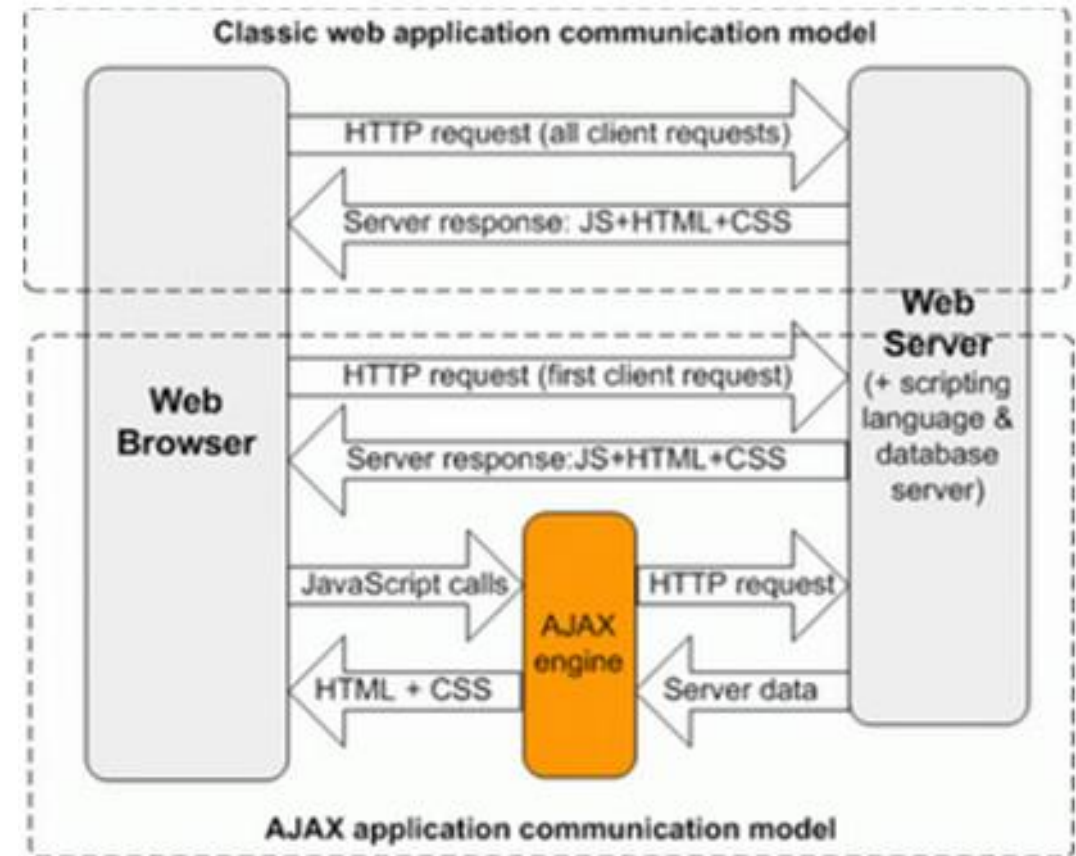 Classic web application communication model
HTTP request (all client requests)
Server response: JS+HTML+CSS
Web
Server
(+ scripting
language &
database
server)
Web
Browser
HTTP request (first client request)
Server response:JS+HTML+CSS
JavaScript calls
AJAX
engine
HTTP request
HTML + CSS
Server data
AJAX application communication model